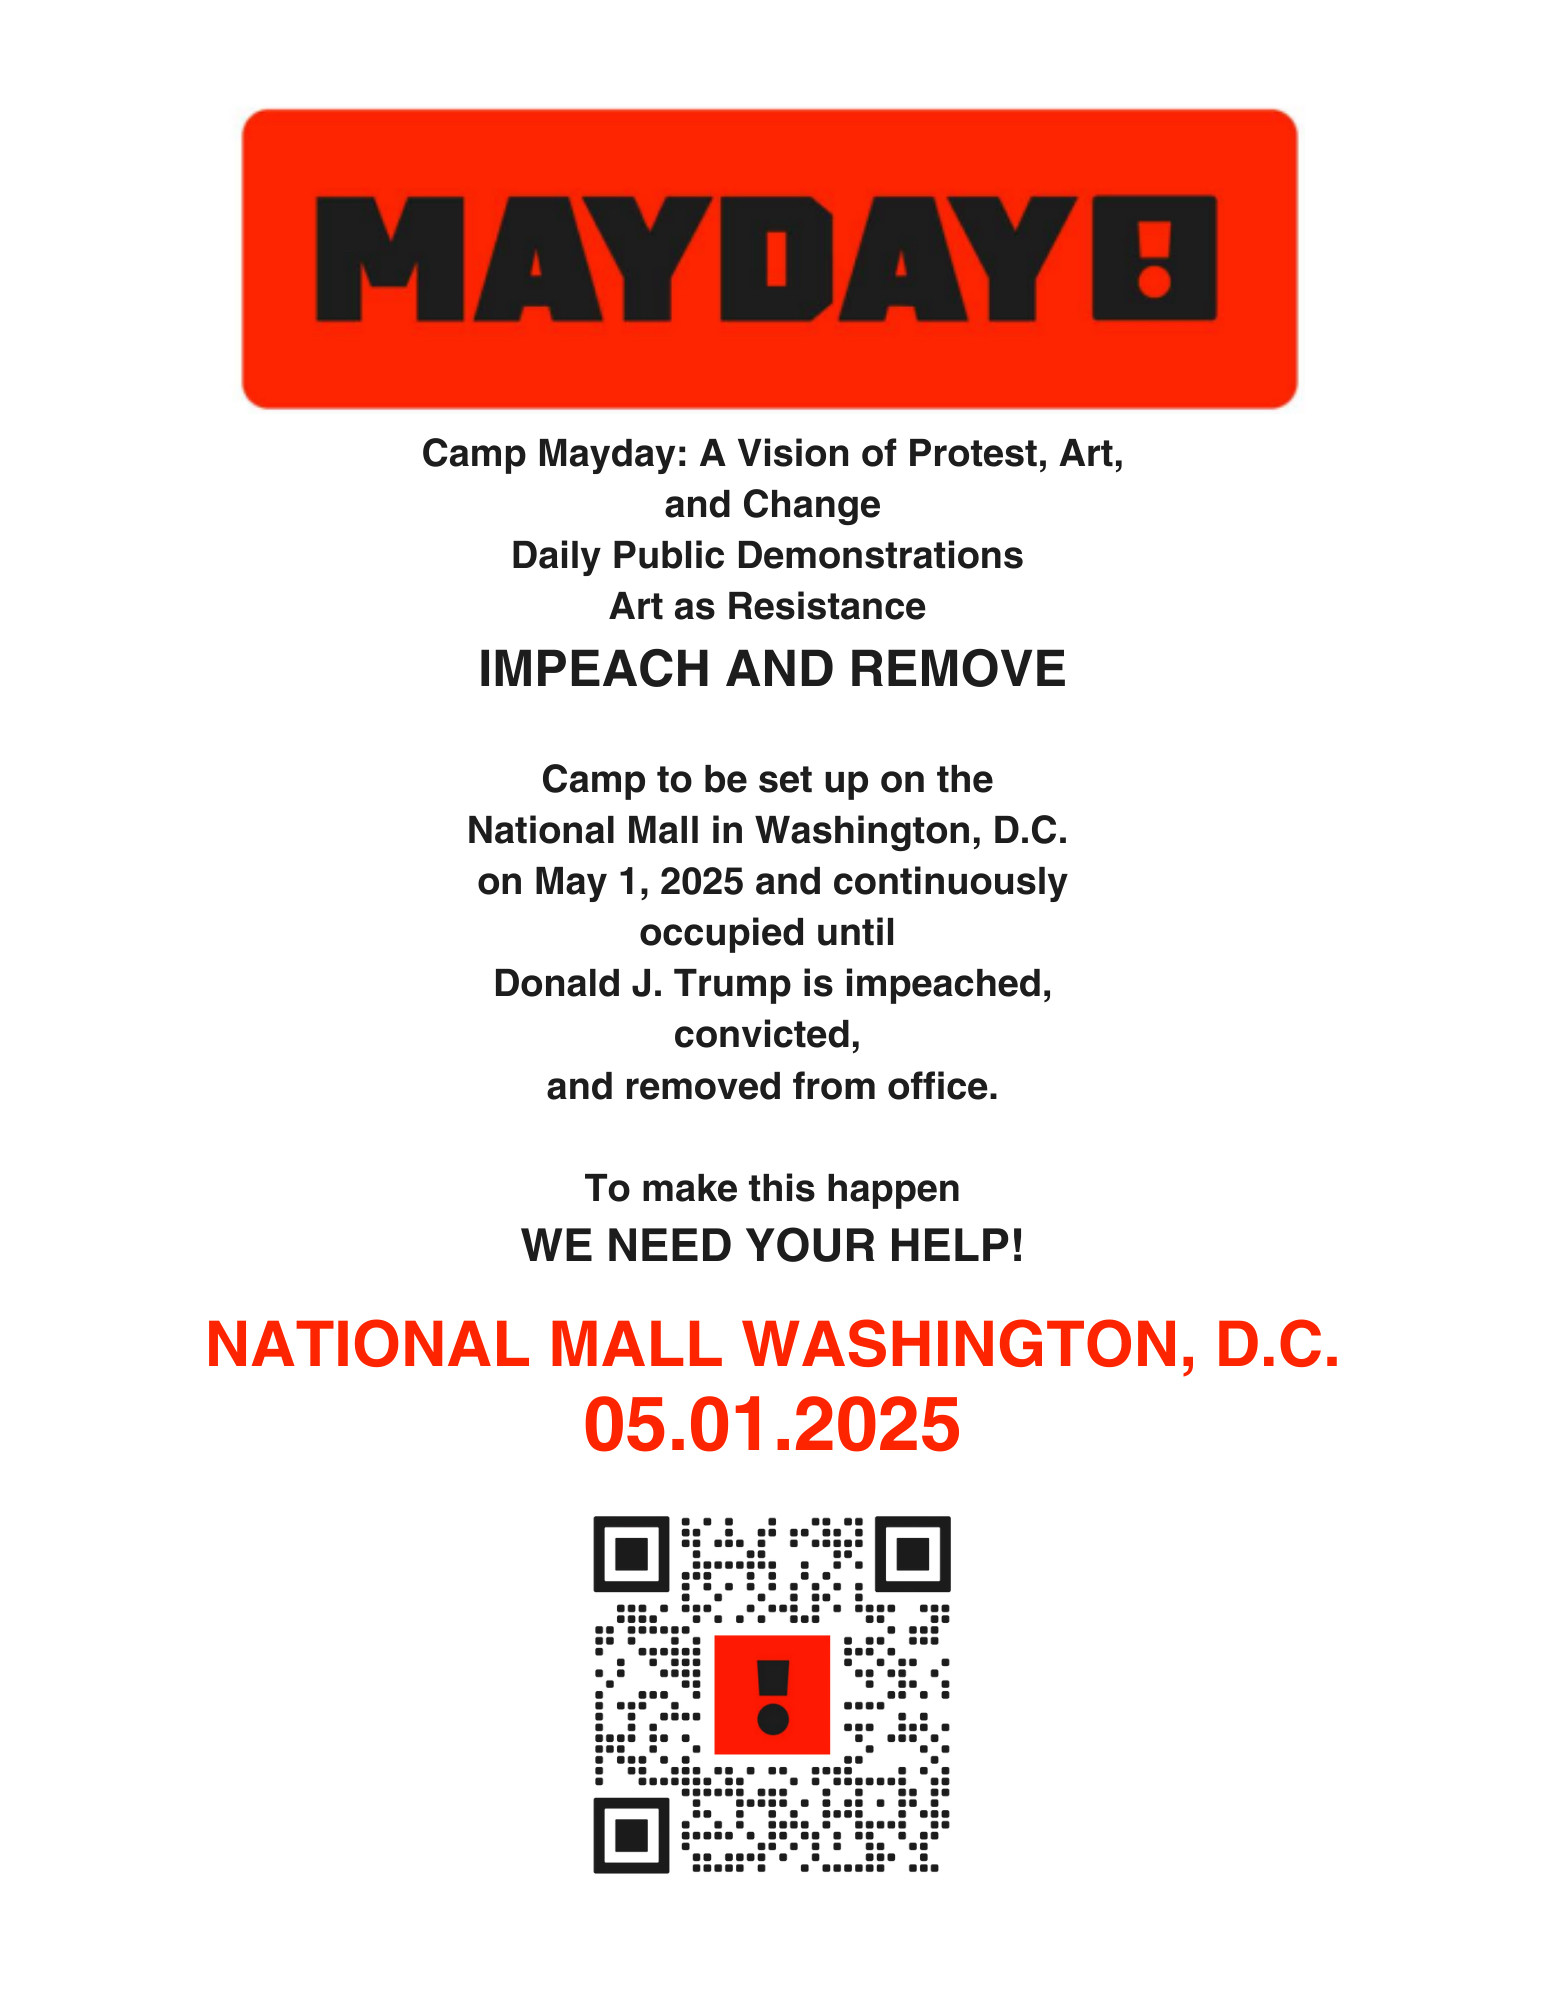 MAYDAY!
Camp Mayday: A Vision of Protest, Art,
and Change
Daily Public Demonstrations
Art as Resistance
IMPEACH AND REMOVE
Camp to be set up on the
National Mall in Washington, D.C.
on May 1, 2025 and continuously
occupied until
Donald J. Trump is impeached,
convicted,
and removed from office.
To make this happen
WE NEED YOUR HELP!
NATIONAL MALL WASHINGTON, D.C.
05.01.2025
!